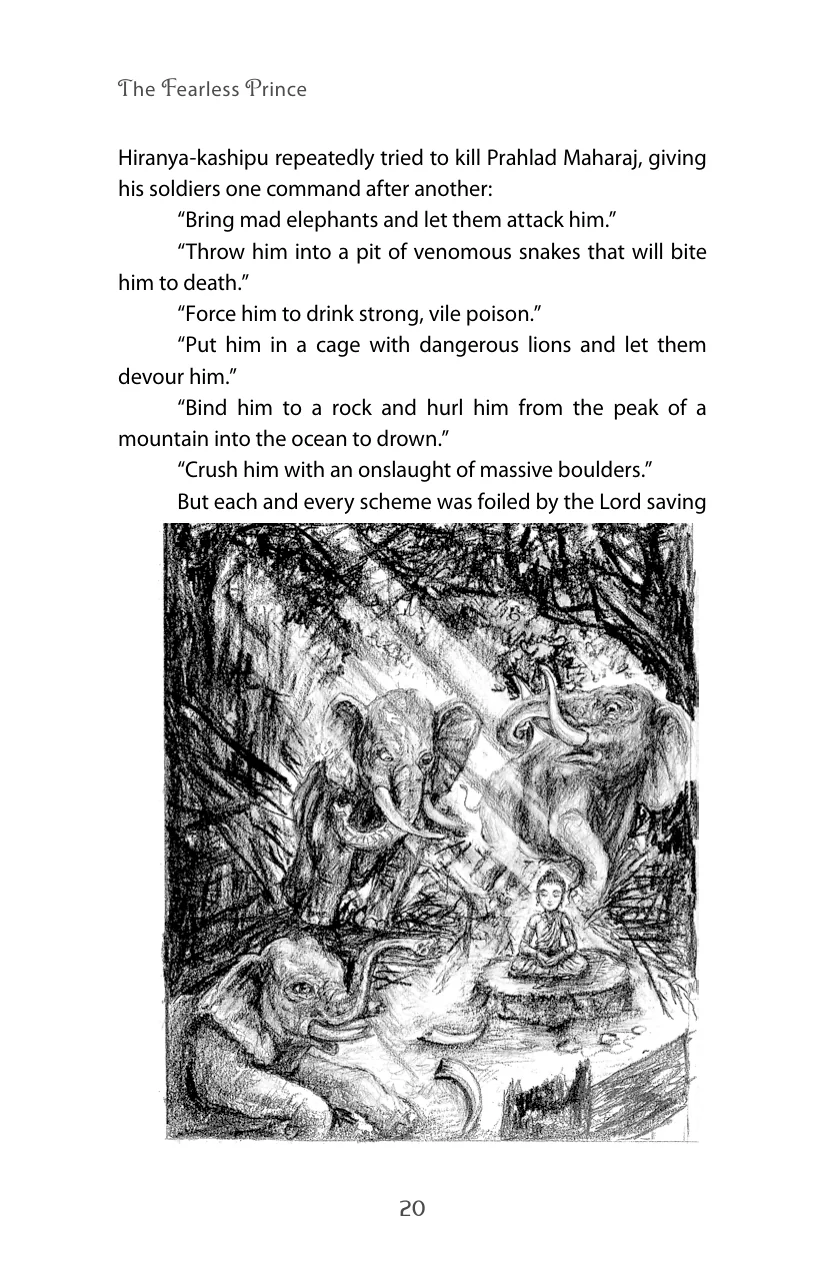 The Fearless Prince
Hiranya-kashipu repeatedly tried to kill Prahlad Maharaj, giving
his soldiers one command after another:
“Bring mad elephants and let them attack him.”
“Throw him into a pit of venomous snakes that will bite
him to death.”
“Force him to drink strong, vile poison.”
“Put him in a cage with dangerous lions and let them
devour him.”
“Bind him to a rock and hurl him from the peak of a
mountain into the ocean to drown.”
“Crush him with an onslaught of massive boulders.”
But each and every scheme was foiled by the Lord saving
20